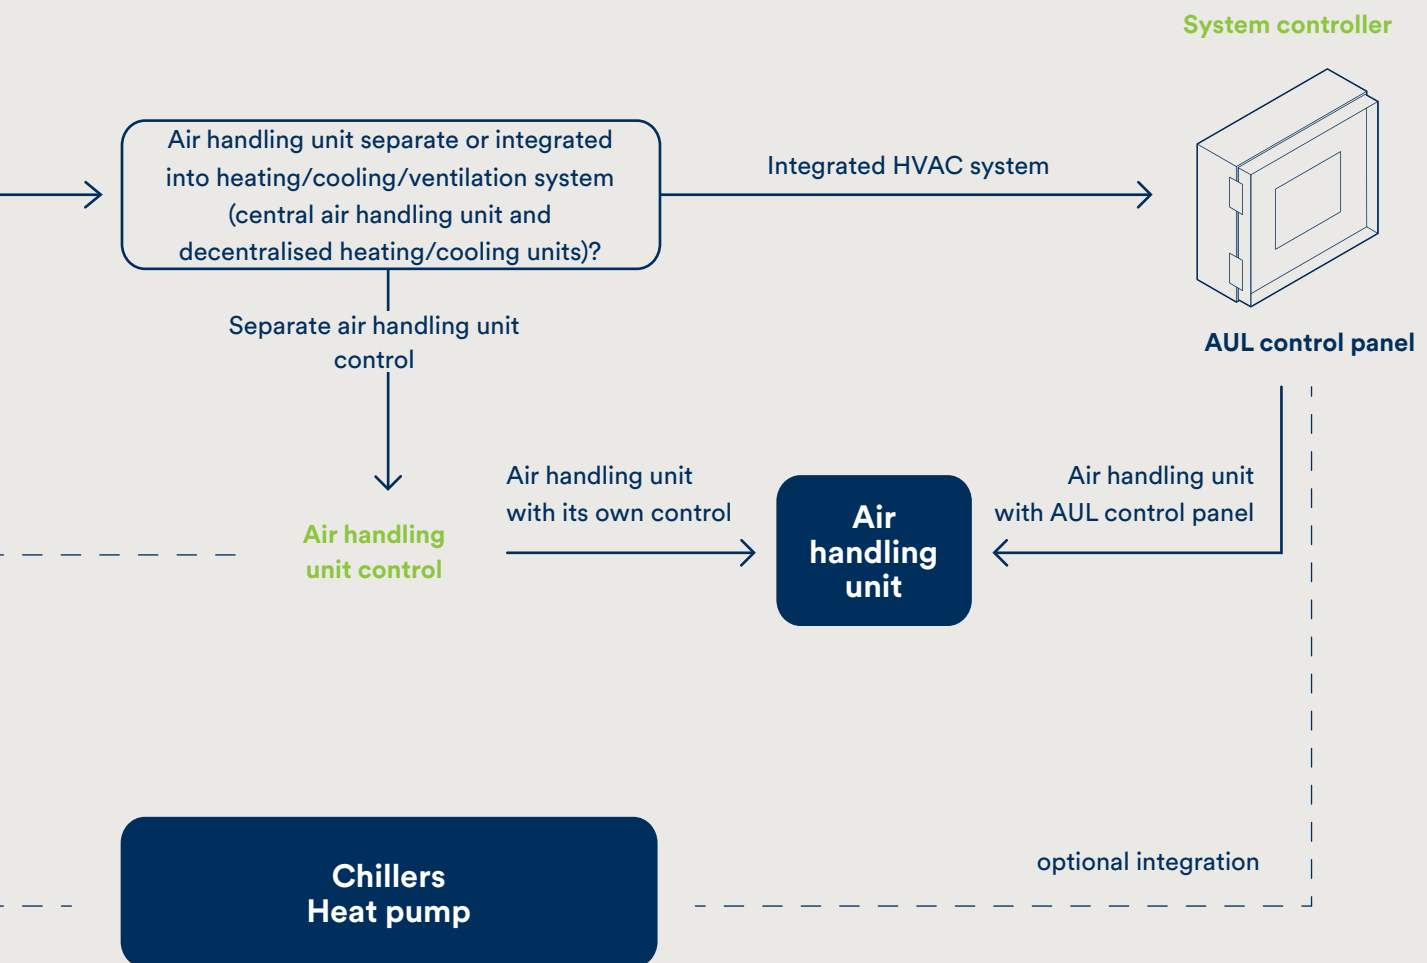 System controller
Air handling unit separate or integrated
into heating/cooling/ventilation system
(central air handling unit and
decentralised heating/cooling units)?
Integrated HVAC system
AUL control panel
Separate air handling unit
control
Air handling unit
with its own control
Air handling unit
with AUL control panel
Air handling
unit control
Air
handling
unit
optional integration
Chillers
Heat pump